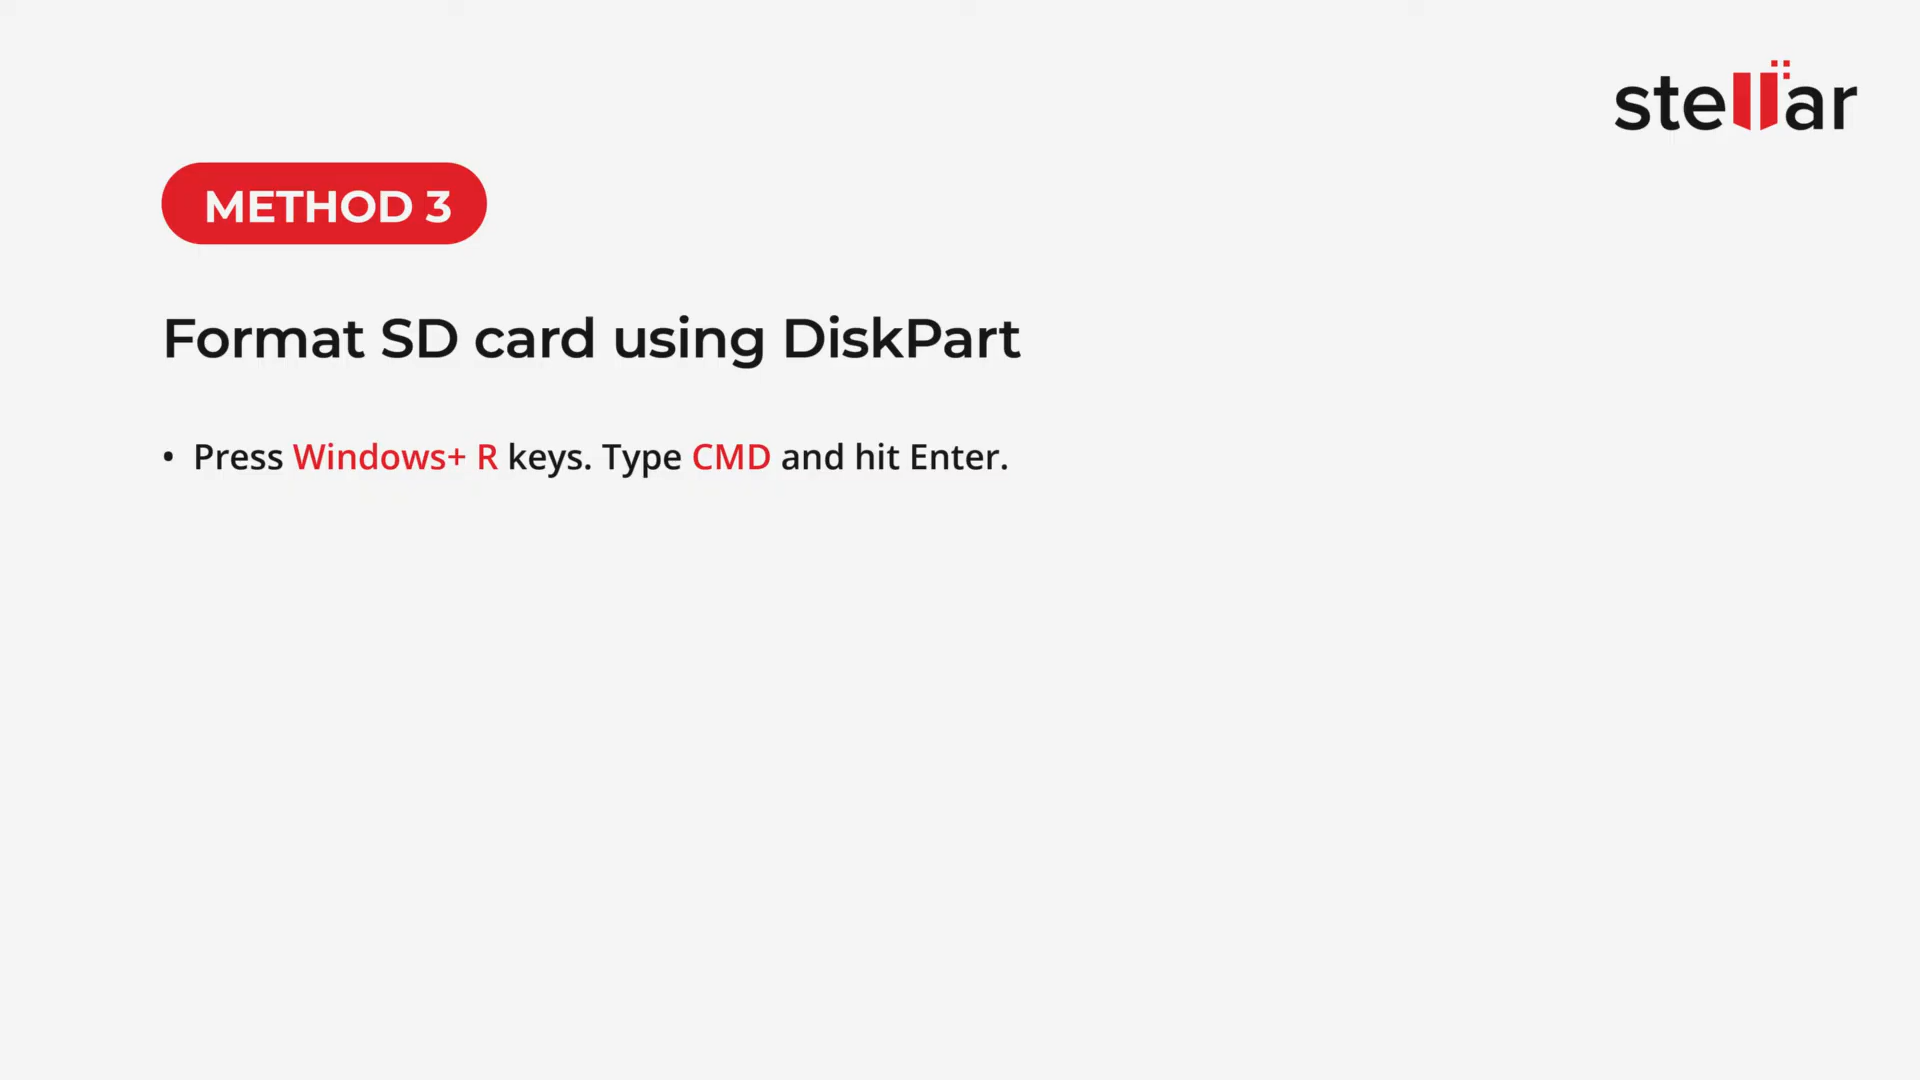 stellar
METHOD 3
Format SD card using DiskPart
• Press Windows+ R keys. Type CMD and hit Enter.